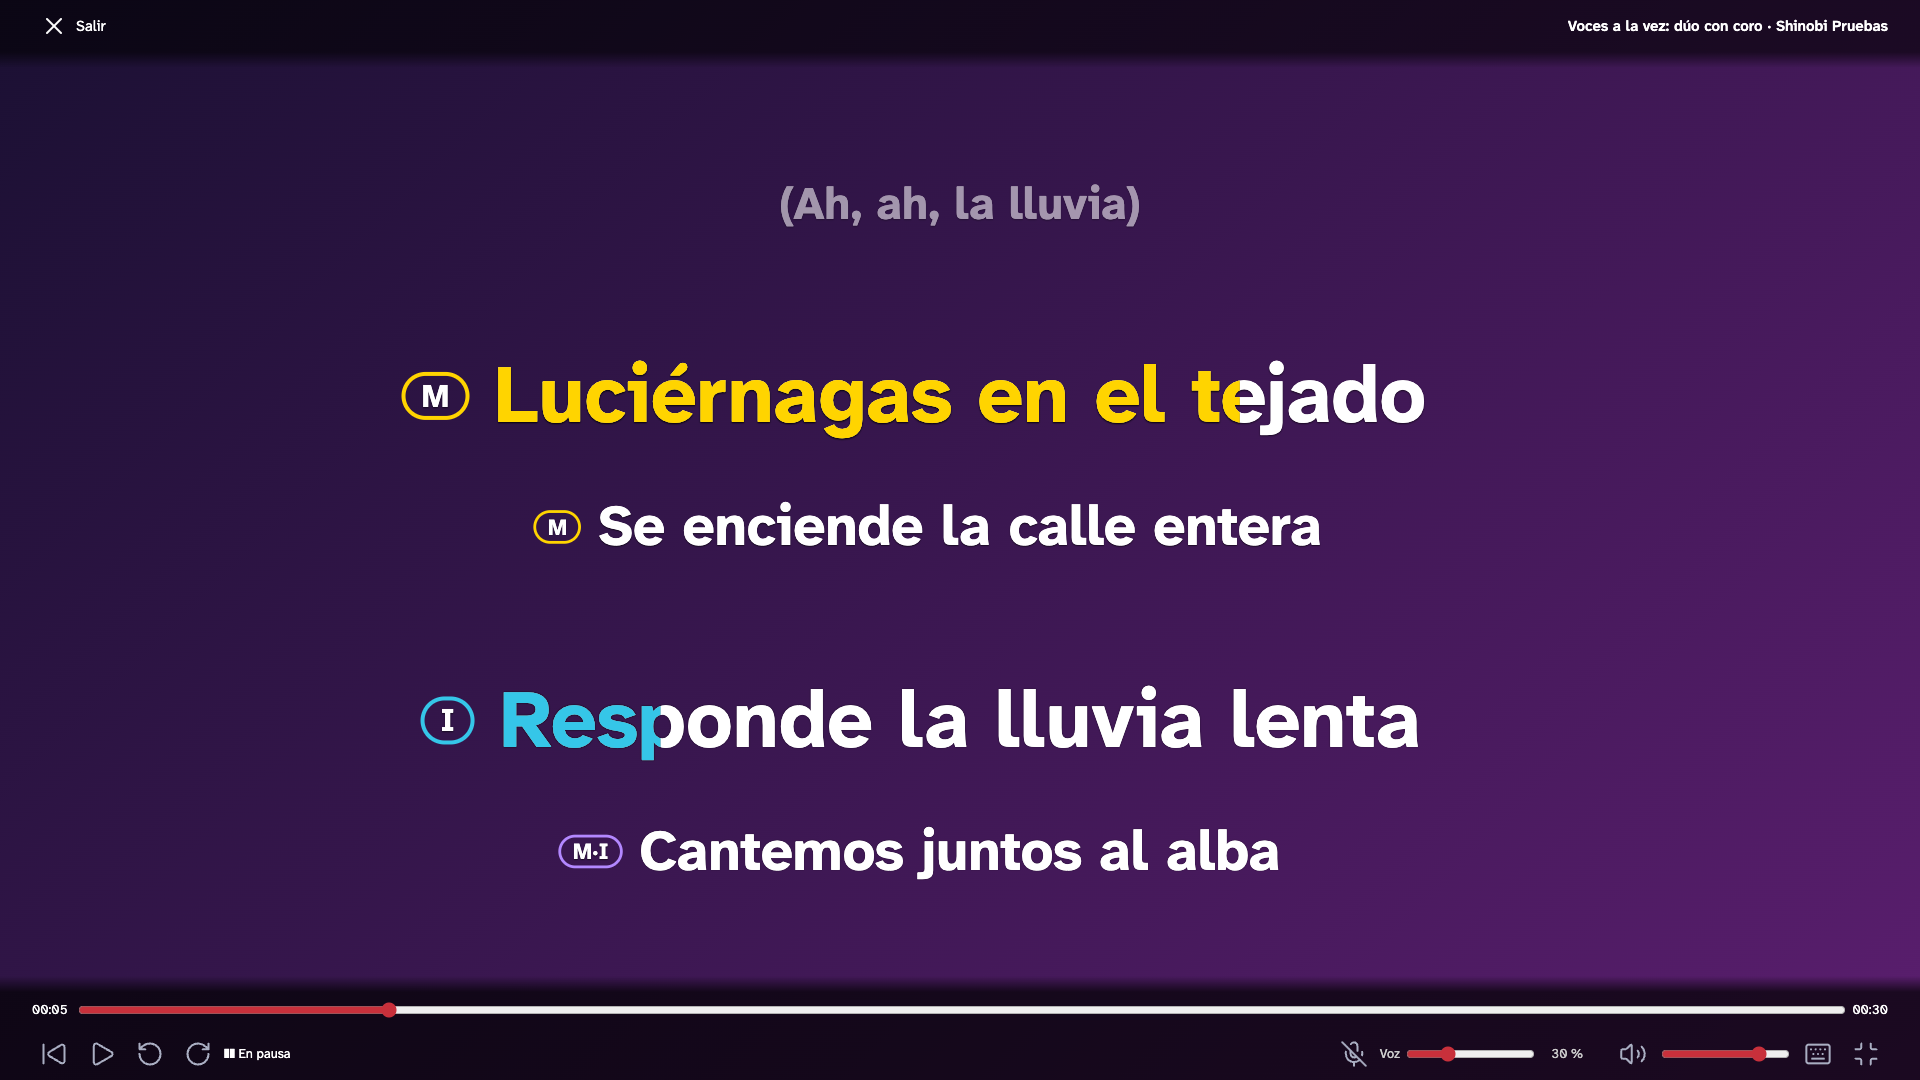 Salir
Voces a la vez: dúo con coro · Shinobi Pruebas
(Ah, ah, la lluvia)
M Luciérnagas en el tejado
M Se enciende la calle entera
I Responde la lluvia lenta
M·I Cantemos juntos al alba
00:05
00:30
En pausa
Voz
30 %